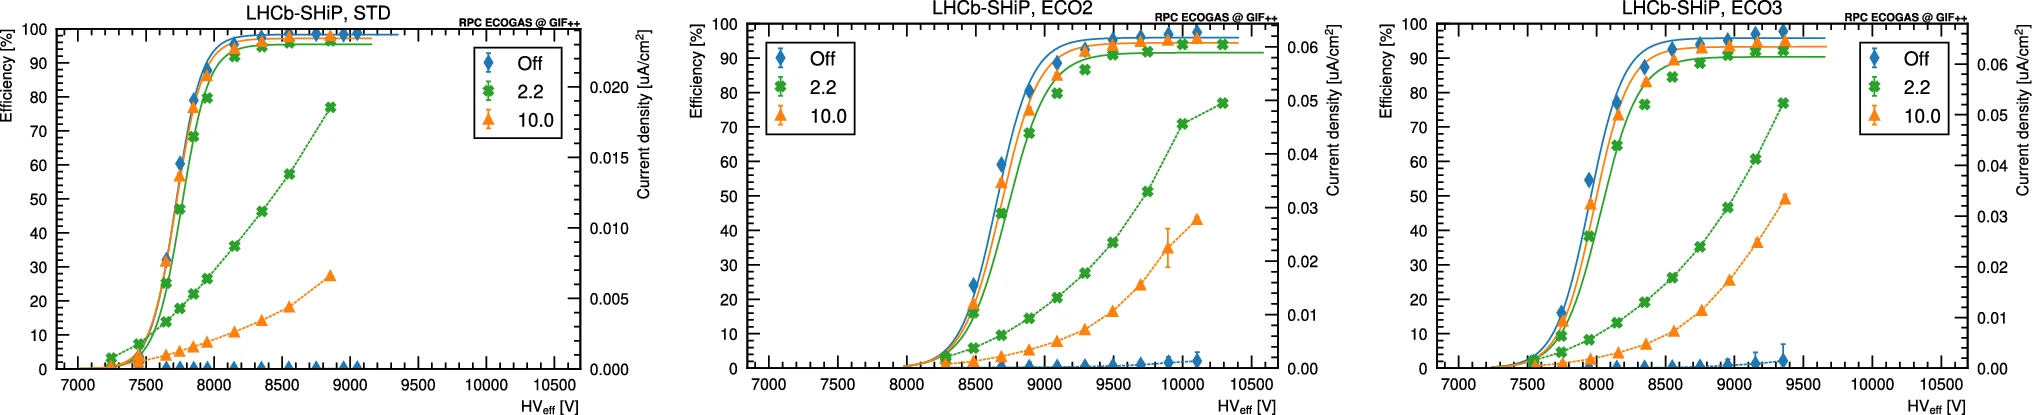 LHCb-SHiP, STD
RPC ECOGAS @ GIF++
Efficiency [%]
100
90
80
70
60
50
40
30
20
10
0
Off
2.2
10.0
0.020
0.015
0.010
0.005
0.000
Current density [uA/cm²]
7000 7500 8000 8500 9000 9500 10000 10500
HVeff [V]
LHCb-SHiP, ECO2
RPC ECOGAS @ GIF++
Efficiency [%]
100
90
80
70
60
50
40
30
20
10
0
Off
2.2
10.0
0.06
0.05
0.04
0.03
0.02
0.01
0.00
Current density [uA/cm²]
7000 7500 8000 8500 9000 9500 10000 10500
HVeff [V]
LHCb-SHiP, ECO3
RPC ECOGAS @ GIF++
Efficiency [%]
100
90
80
70
60
50
40
30
20
10
0
Off
2.2
10.0
0.06
0.05
0.04
0.03
0.02
0.01
0.00
Current density [uA/cm²]
7000 7500 8000 8500 9000 9500 10000 10500
HVeff [V]